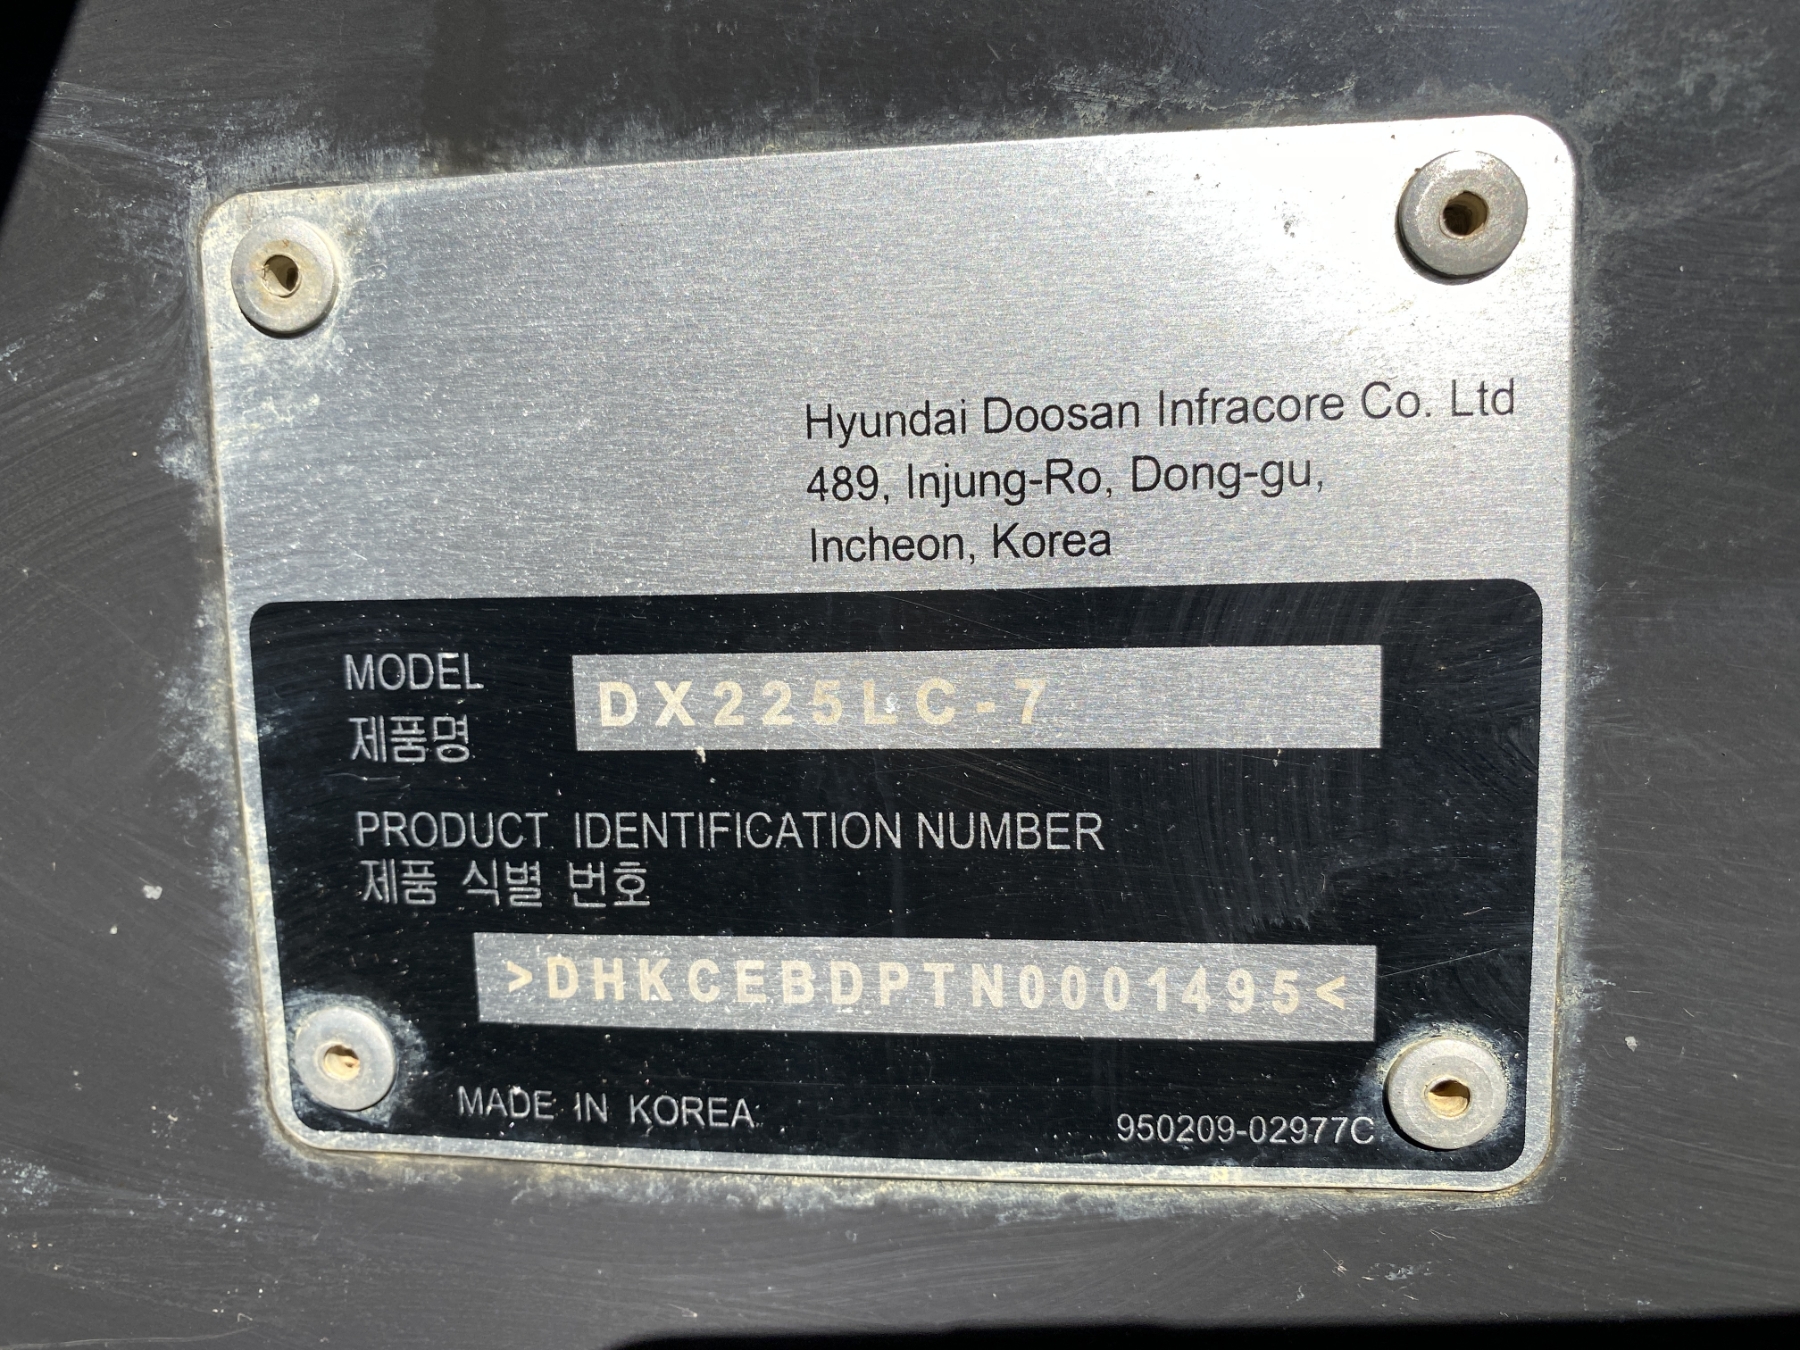 Hyundai Doosan Infracore Co. Ltd
489, Injung-Ro, Dong-gu,
Incheon, Korea
MODEL
제품명
DX225LC-7
PRODUCT IDENTIFICATION NUMBER
제품 식별 번호
>DHKCEBDPTN0001495<
MADE IN KOREA
950209-02977C